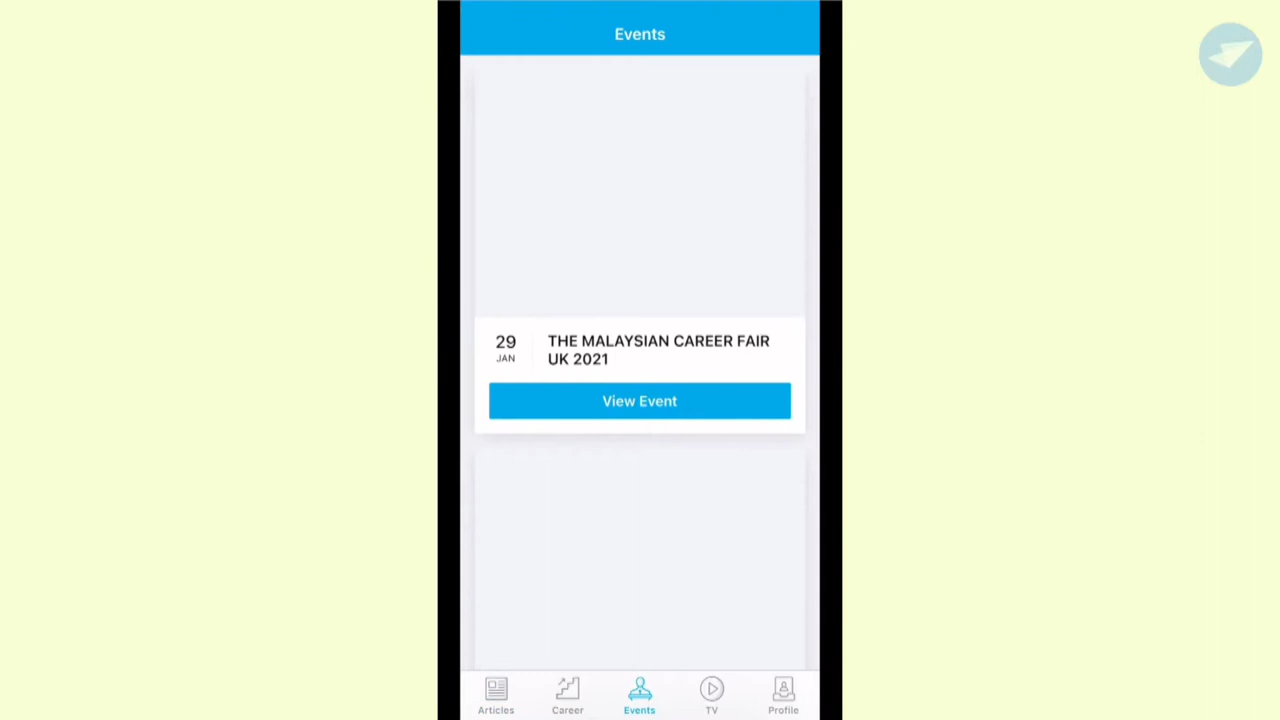 Events
29
JAN
THE MALAYSIAN CAREER FAIR
UK 2021
View Event
Articles
Career
Events
TV
Profile